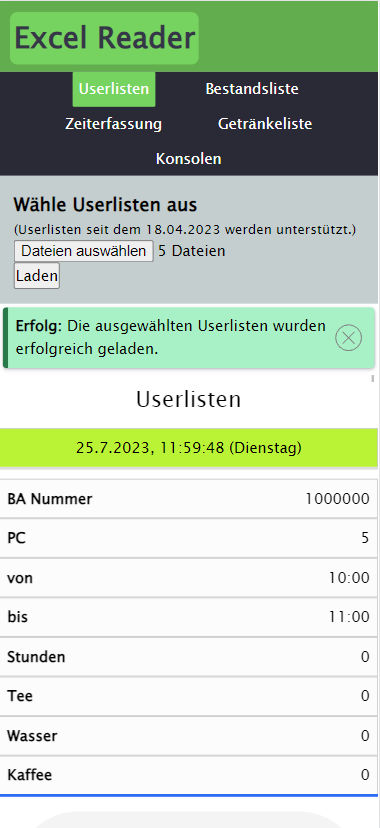 Excel Reader
Userlisten Bestandsliste
Zeiterfassung Getränkeliste
Konsolen
Wähle Userlisten aus
(Userlisten seit dem 18.04.2023 werden unterstützt.)
Dateien auswählen 5 Dateien
Laden
Erfolg: Die ausgewählten Userlisten wurden
erfolgreich geladen.
Userlisten
25.7.2023, 11:59:48 (Dienstag)
BA Nummer 1000000
PC 5
von 10:00
bis 11:00
Stunden 0
Tee 0
Wasser 0
Kaffee 0